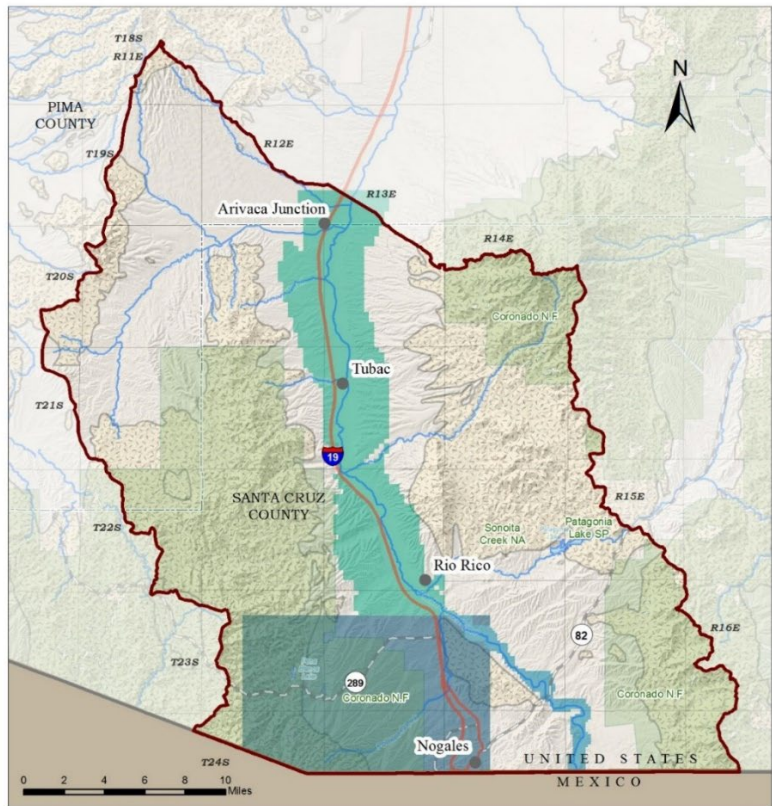 T18S
R11E
N
PIMA
COUNTY
R12E
T19S
R13E
Arivaca Junction
R14E
T20S
Coronado N.F.
Tubac
T21S
19
SANTA CRUZ
COUNTY
R15E
T22S
Sonoita
Creek NA
Patagonia
Lake SP
Rio Rico
R16E
82
T23S
289
Coronado N.F
Coronado N.F
Nogales
UNITED STATES
T24S
MEXICO
0 2 4 6 8 10
Miles